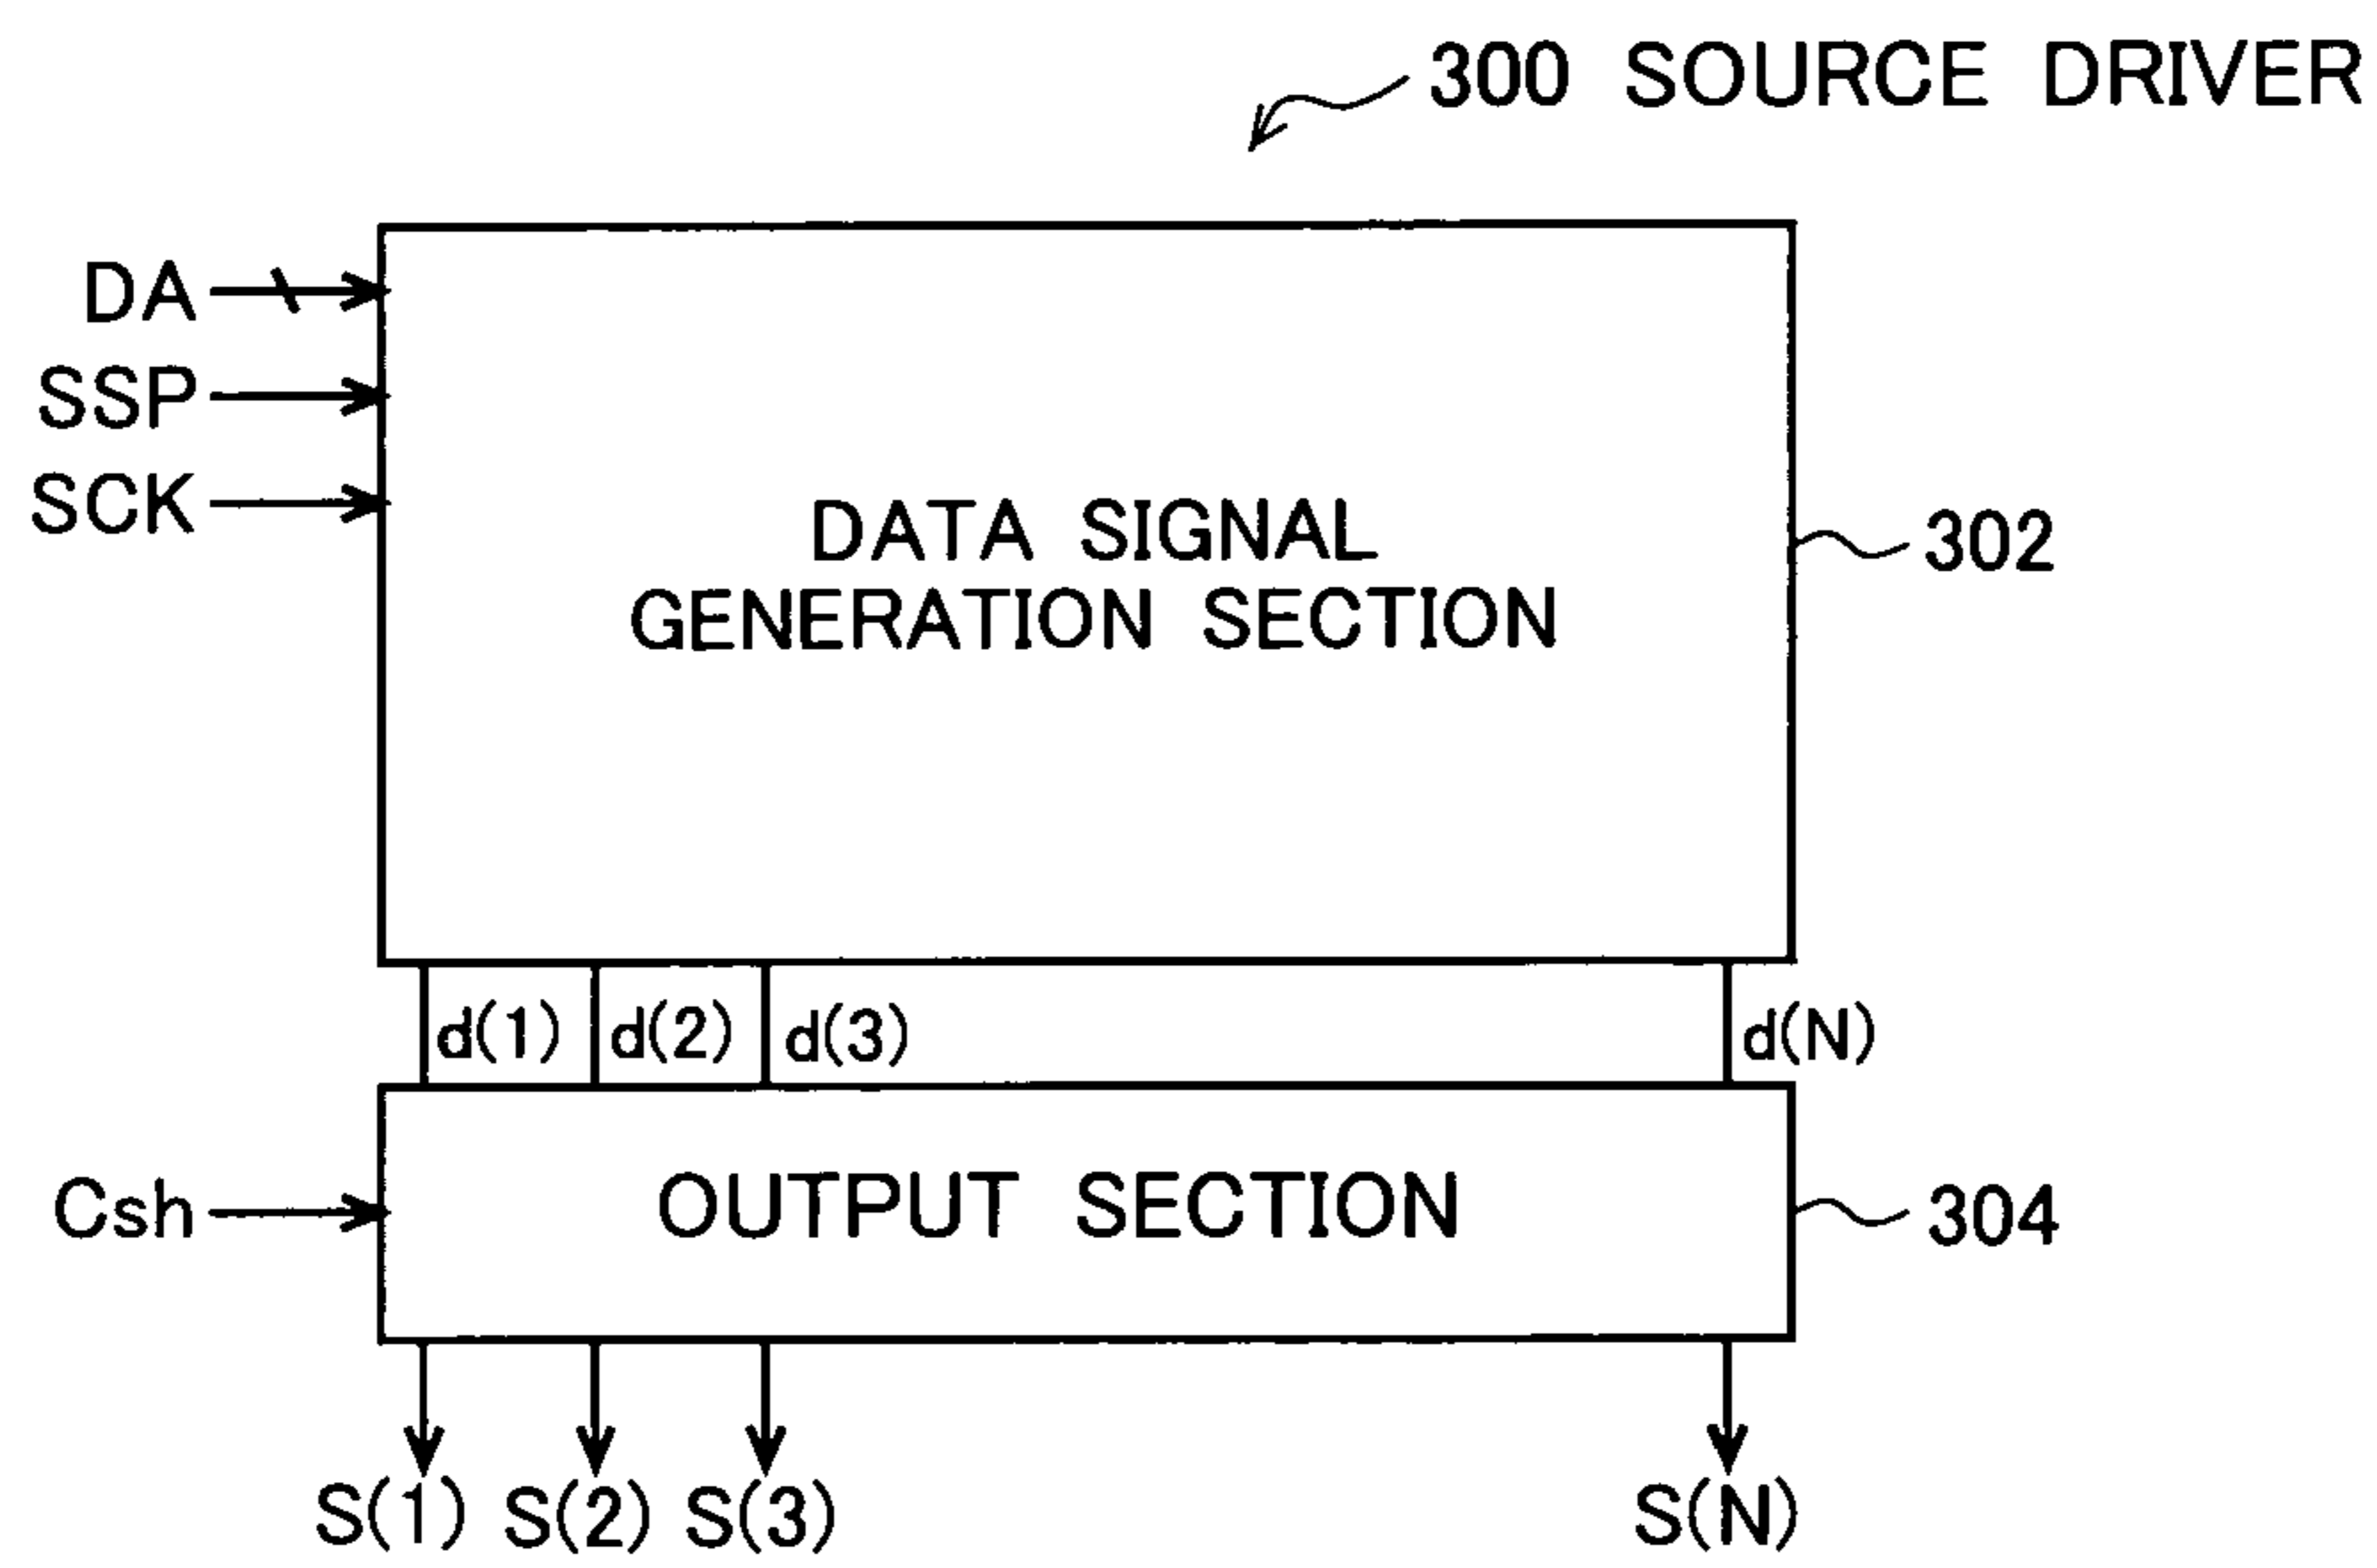 300 SOURCE DRIVER
DA
SSP
SCK
DATA SIGNAL
GENERATION SECTION
302
d(1) d(2) d(3) d(N)
Csh
OUTPUT SECTION
304
S(1) S(2) S(3) S(N)